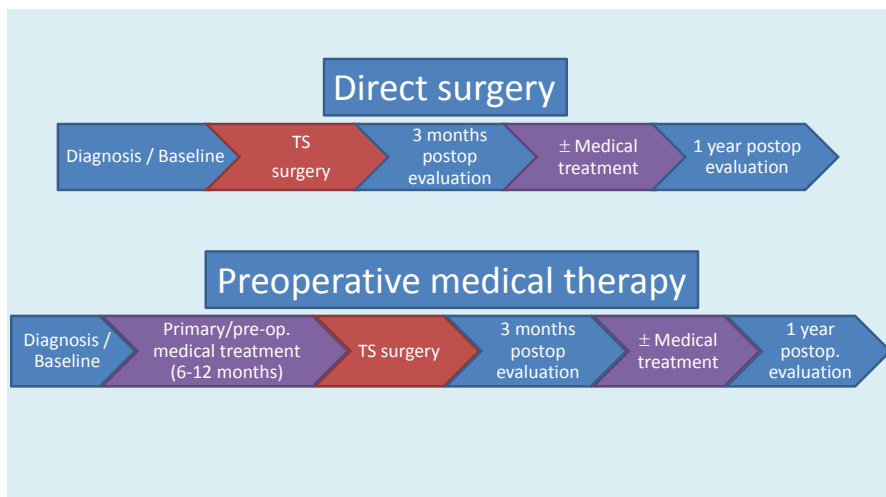 Direct surgery
Diagnosis / Baseline
TS
surgery
3 months
postop
evaluation
± Medical
treatment
1 year postop
evaluation
Preoperative medical therapy
Diagnosis /
Baseline
Primary/pre-op.
medical treatment
(6-12 months)
TS surgery
3 months
postop
evaluation
± Medical
treatment
1 year
postop.
evaluation